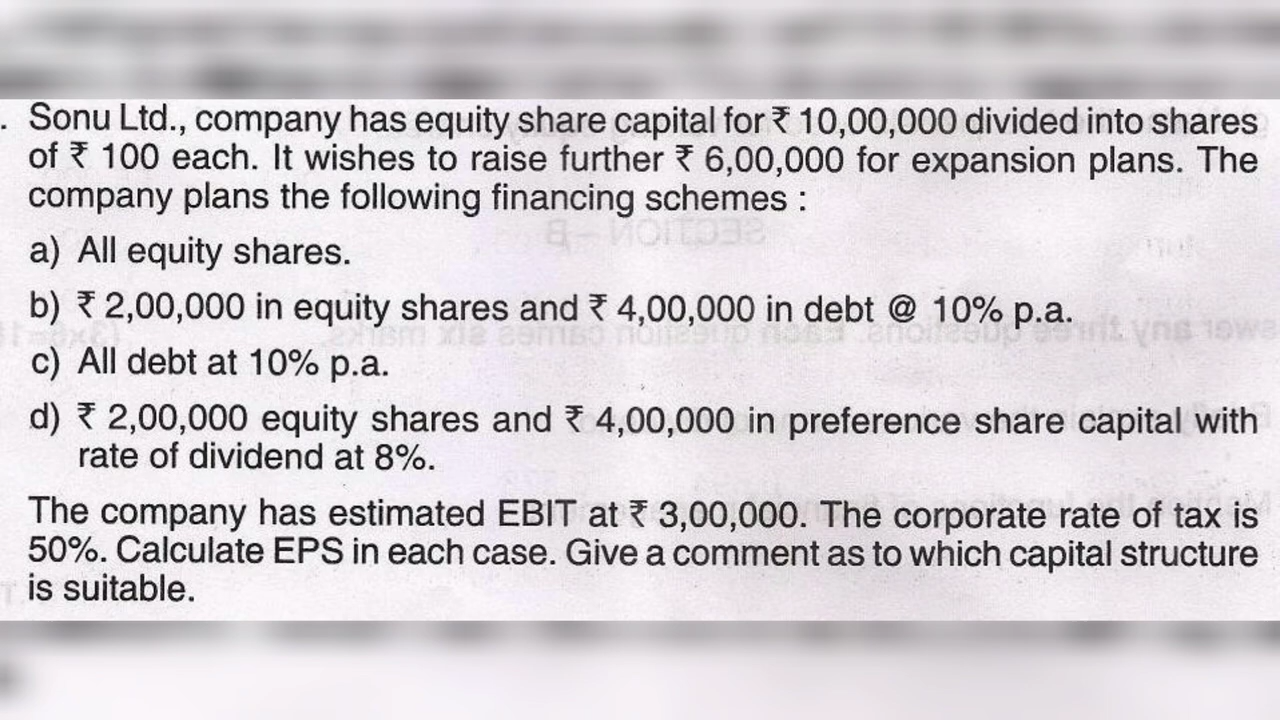 . Sonu Ltd., company has equity share capital for ₹ 10,00,000 divided into shares
of ₹ 100 each. It wishes to raise further ₹ 6,00,000 for expansion plans. The
company plans the following financing schemes :
a) All equity shares.
b) ₹ 2,00,000 in equity shares and ₹ 4,00,000 in debt @ 10% p.a.
c) All debt at 10% p.a.
d) ₹ 2,00,000 equity shares and ₹ 4,00,000 in preference share capital with
rate of dividend at 8%.
The company has estimated EBIT at ₹ 3,00,000. The corporate rate of tax is
50%. Calculate EPS in each case. Give a comment as to which capital structure
is suitable.